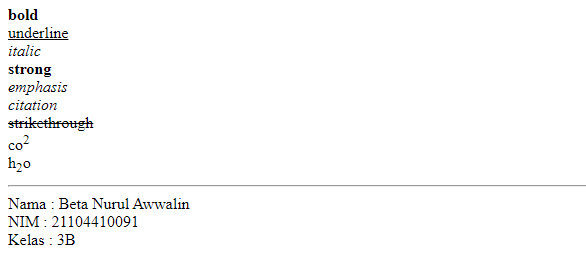 bold
underline
italic
strong
emphasis
citation
strikethrough
co²
h₂o
Nama : Beta Nurul Awwalin
NIM : 21104410091
Kelas : 3B